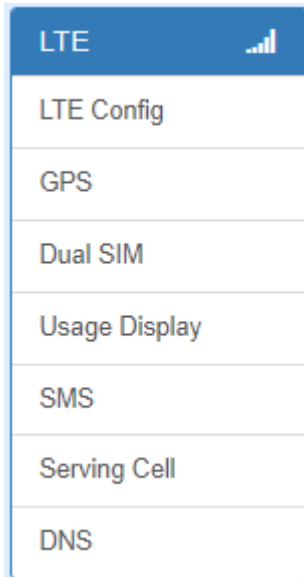 LTE
LTE Config
GPS
Dual SIM
Usage Display
SMS
Serving Cell
DNS